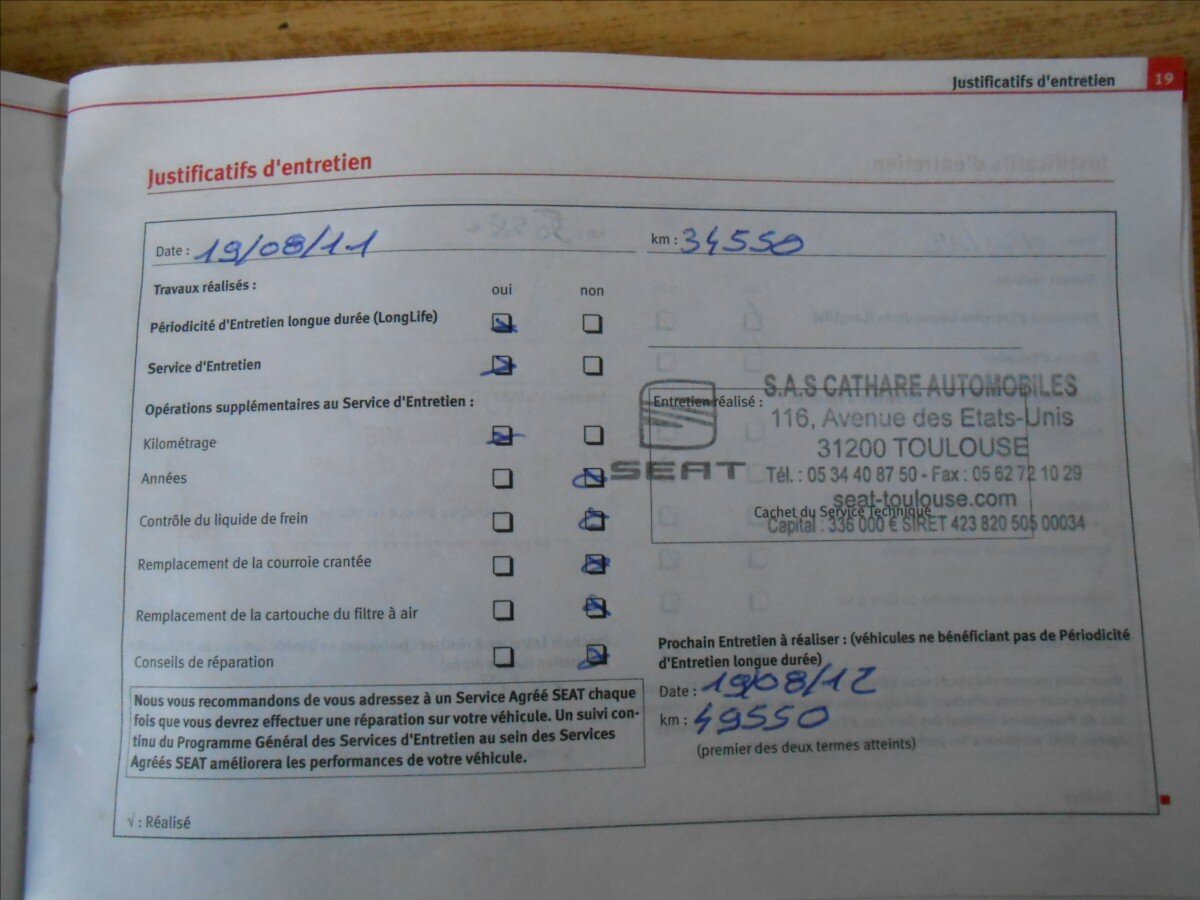 Justificatifs d'entretien 19
Justificatifs d'entretien
Date : 19/08/11 km : 34550
Travaux réalisés : oui non
Périodicité d'Entretien longue durée (LongLife)
Service d'Entretien
Opérations supplémentaires au Service d'Entretien :
Kilométrage
Années
Contrôle du liquide de frein
Remplacement de la courroie crantée
Remplacement de la cartouche du filtre à air
Conseils de réparation
Nous vous recommandons de vous adressez à un Service Agréé SEAT chaque
fois que vous devrez effectuer une réparation sur votre véhicule. Un suivi con-
tinu du Programme Général des Services d'Entretien au sein des Services
Agréés SEAT améliorera les performances de votre véhicule.
√ : Réalisé
Entretien réalisé :
S.A.S CATHARE AUTOMOBILES
116, Avenue des Etats-Unis
31200 TOULOUSE
SEAT
Tél. : 05 34 40 87 50 - Fax : 05 62 72 10 29
seat-toulouse.com
Cachet du Service Technique
Capital : 336 000 € SIRET 423 820 505 00034
Prochain Entretien à réaliser : (véhicules ne bénéficiant pas de Périodicité
d'Entretien longue durée)
Date : 19/08/12
km : 49550
(premier des deux termes atteints)